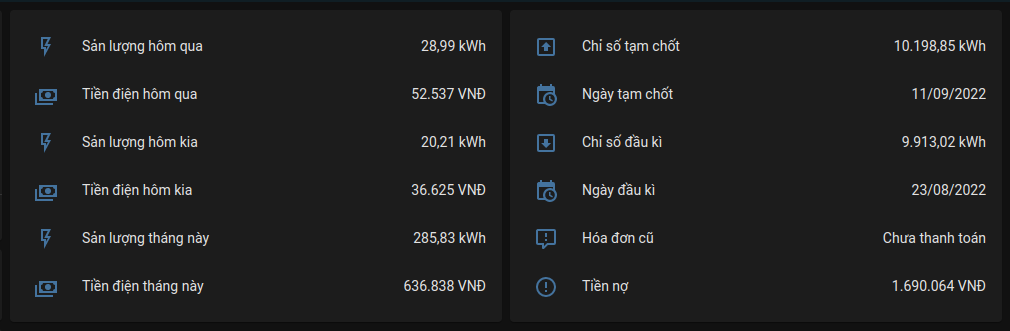 Sản lượng hôm qua 28,99 kWh
Tiền điện hôm qua 52.537 VNĐ
Sản lượng hôm kia 20,21 kWh
Tiền điện hôm kia 36.625 VNĐ
Sản lượng tháng này 285,83 kWh
Tiền điện tháng này 636.838 VNĐ
Chỉ số tạm chốt 10.198,85 kWh
Ngày tạm chốt 11/09/2022
Chỉ số đầu kì 9.913,02 kWh
Ngày đầu kì 23/08/2022
Hóa đơn cũ Chưa thanh toán
Tiền nợ 1.690.064 VNĐ